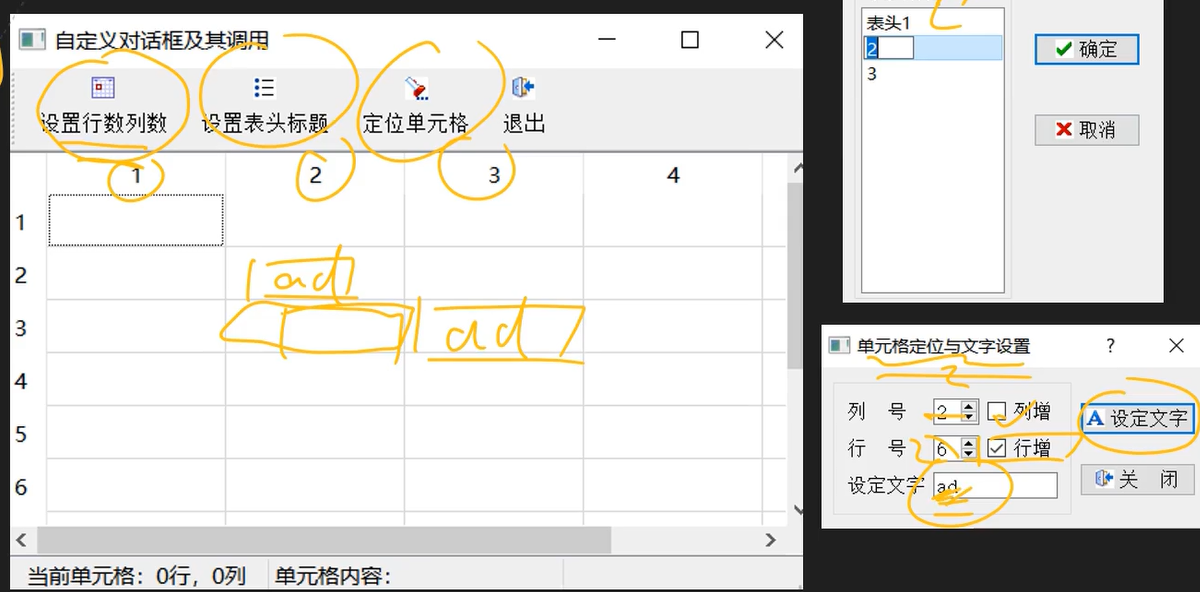 自定义对话框及其调用
设置行数列数 设置表头标题 定位单元格 退出
1 2 3 4
1
2
3
4
5
6
ad
ad
当前单元格：0行，0列 单元格内容：
表头1
2
3
确定
取消
单元格定位与文字设置 ?
列 号 2 列增
行 号 6 行增
设定文字 ad
设定文字
关 闭